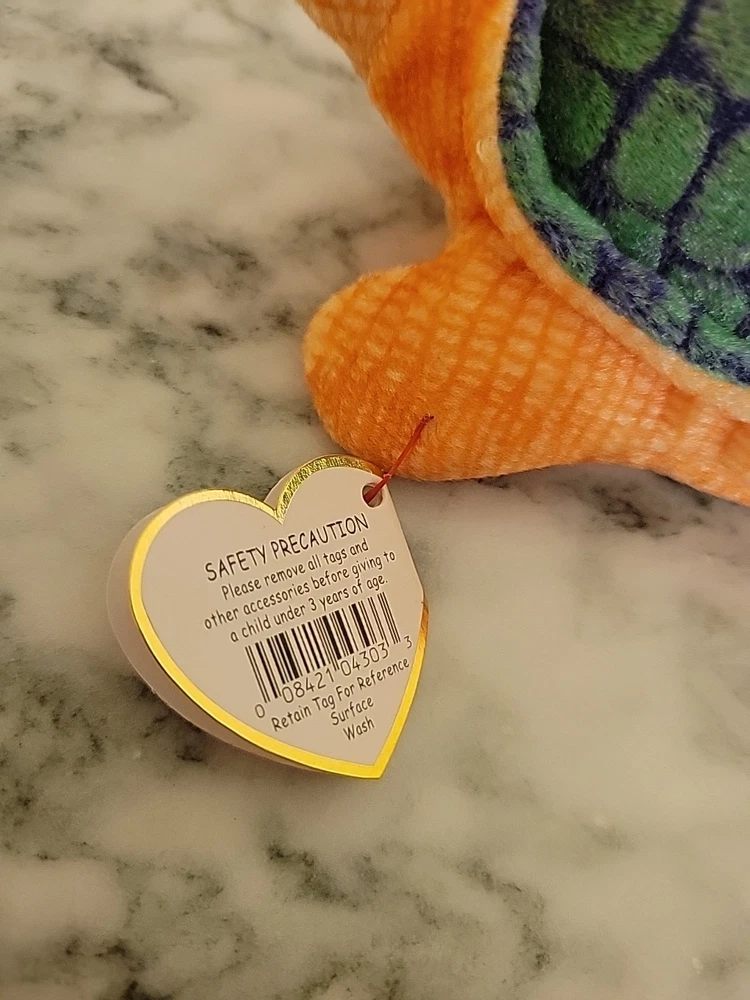 SAFETY PRECAUTION
Please remove all tags and
other accessories before giving to
a child under 3 years of age.
0 08421 04303 3
Retain Tag For Reference
Surface
Wash